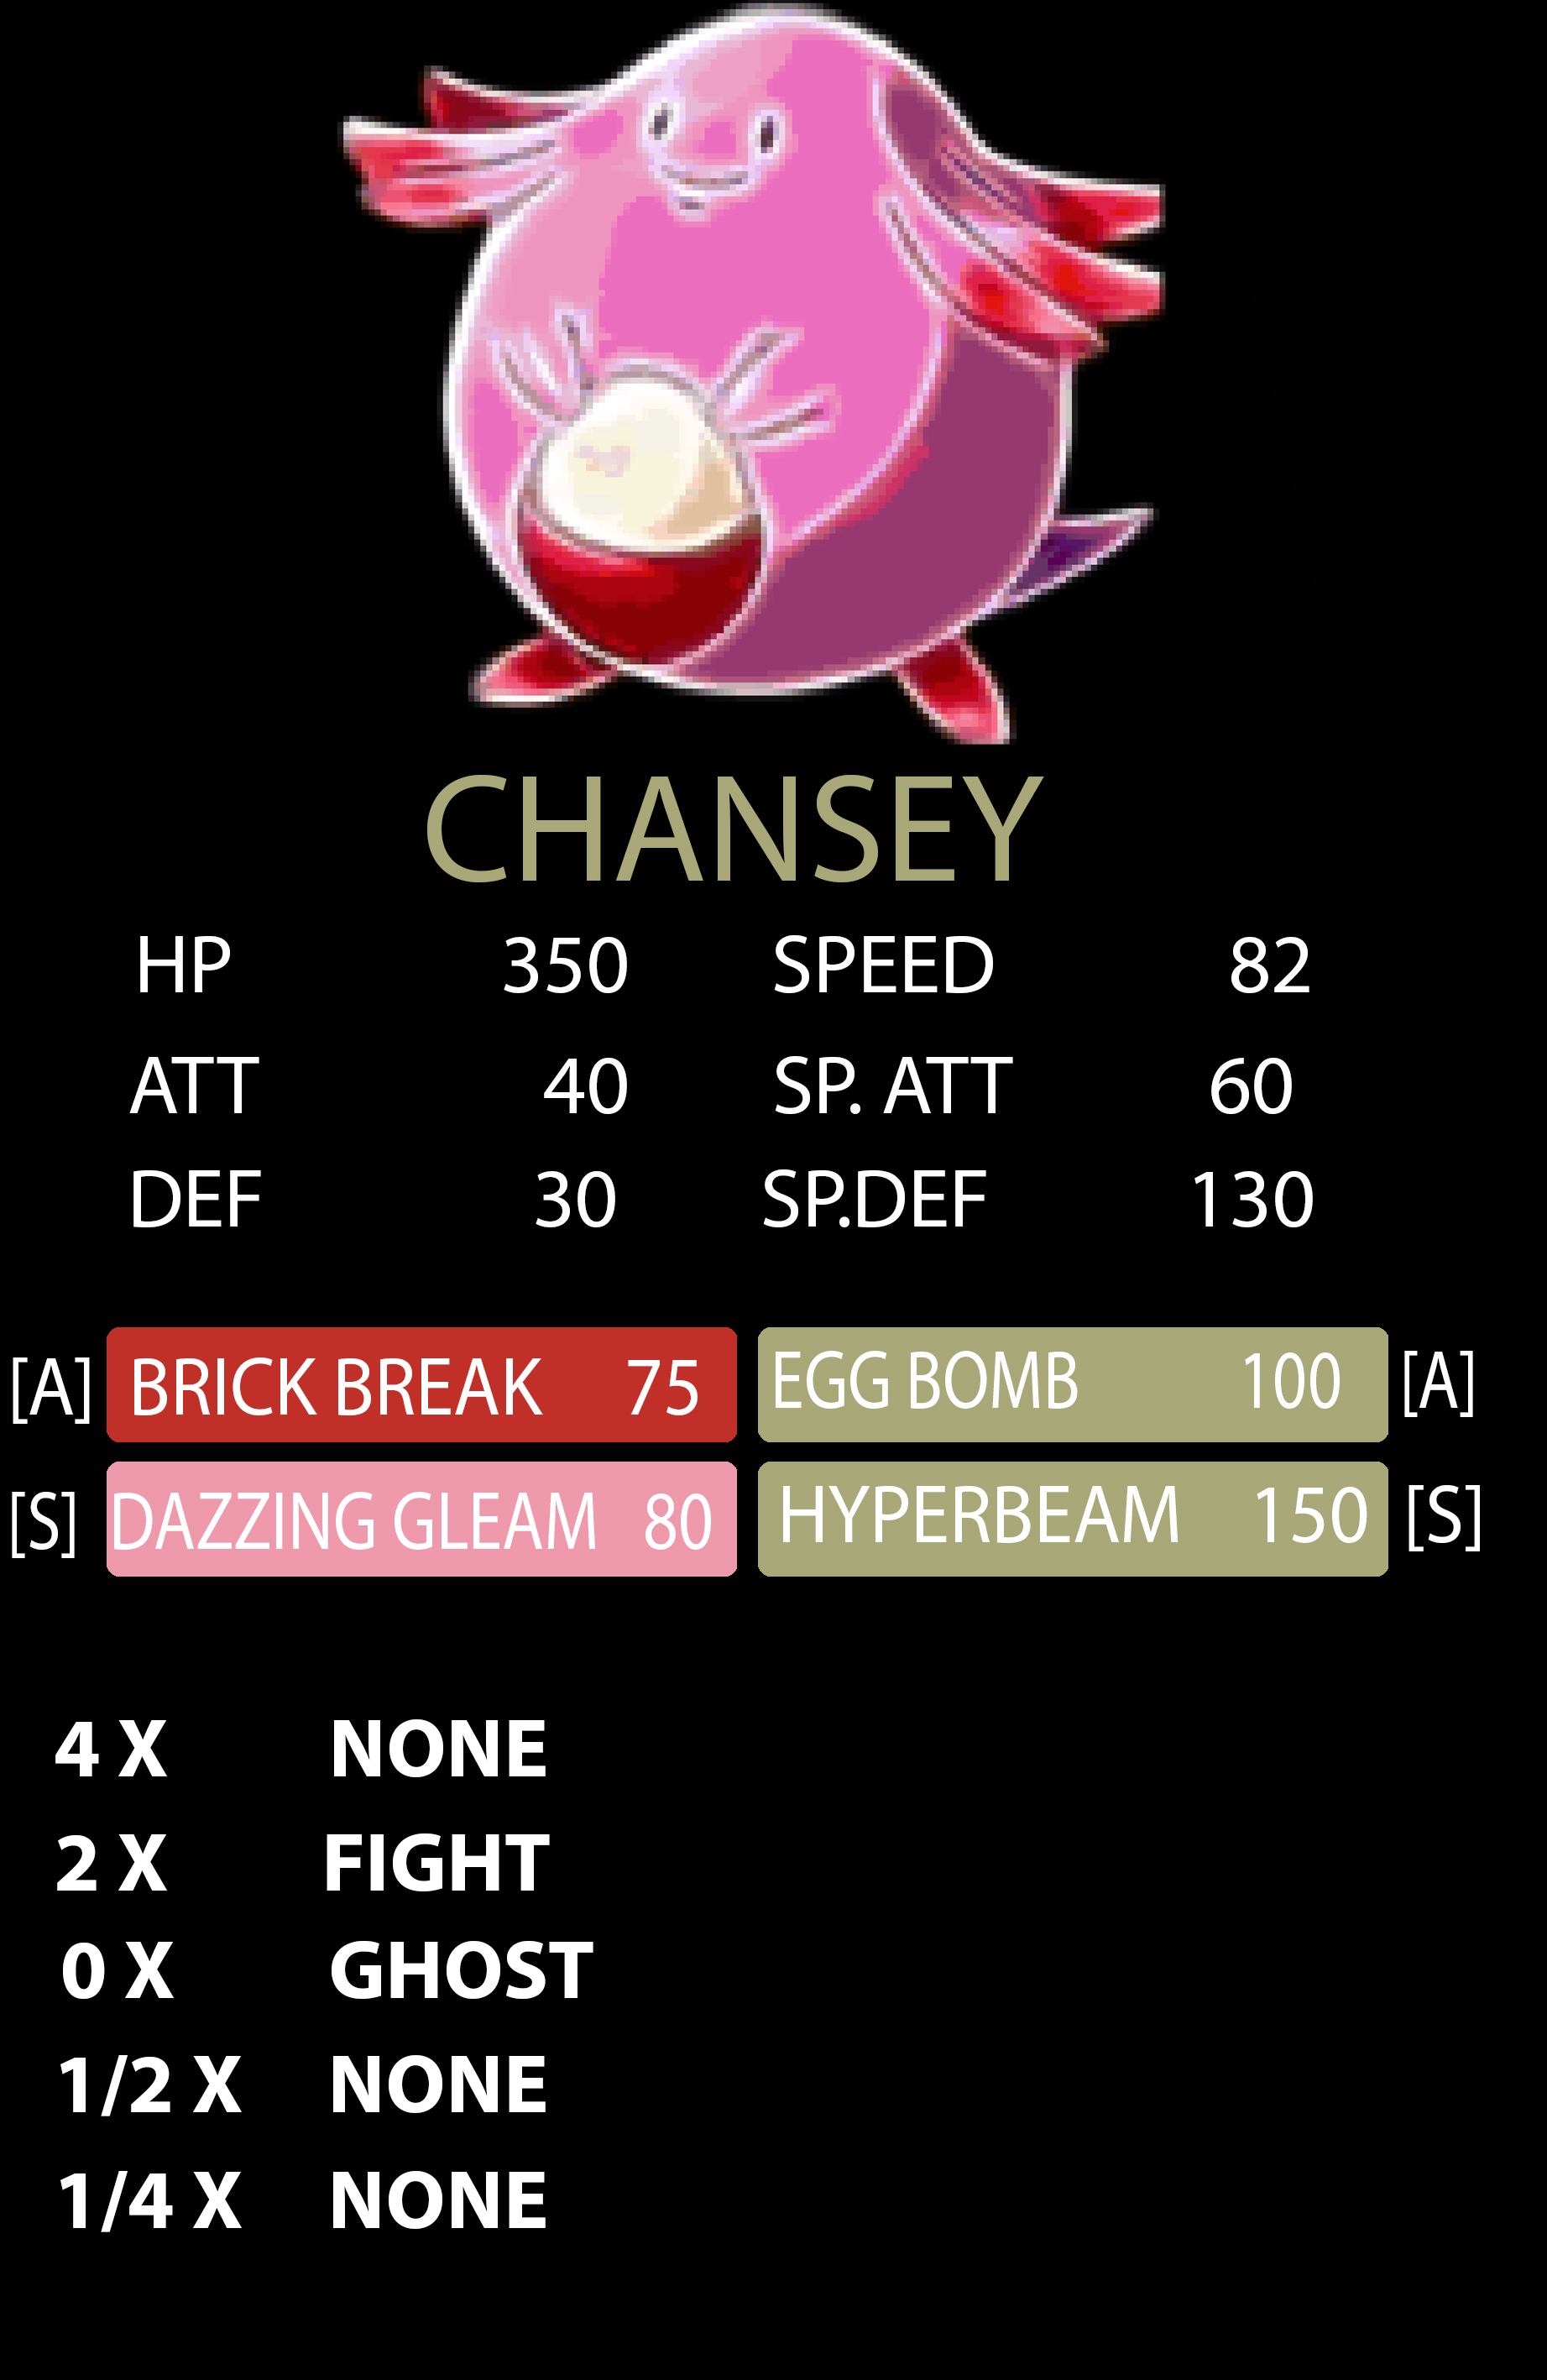 CHANSEY
HP 350 SPEED 82
ATT 40 SP. ATT 60
DEF 30 SP.DEF 130
[A] BRICK BREAK 75 EGG BOMB 100 [A]
[S] DAZZING GLEAM 80 HYPERBEAM 150 [S]
4 X NONE
2 X FIGHT
0 X GHOST
1/2 X NONE
1/4 X NONE